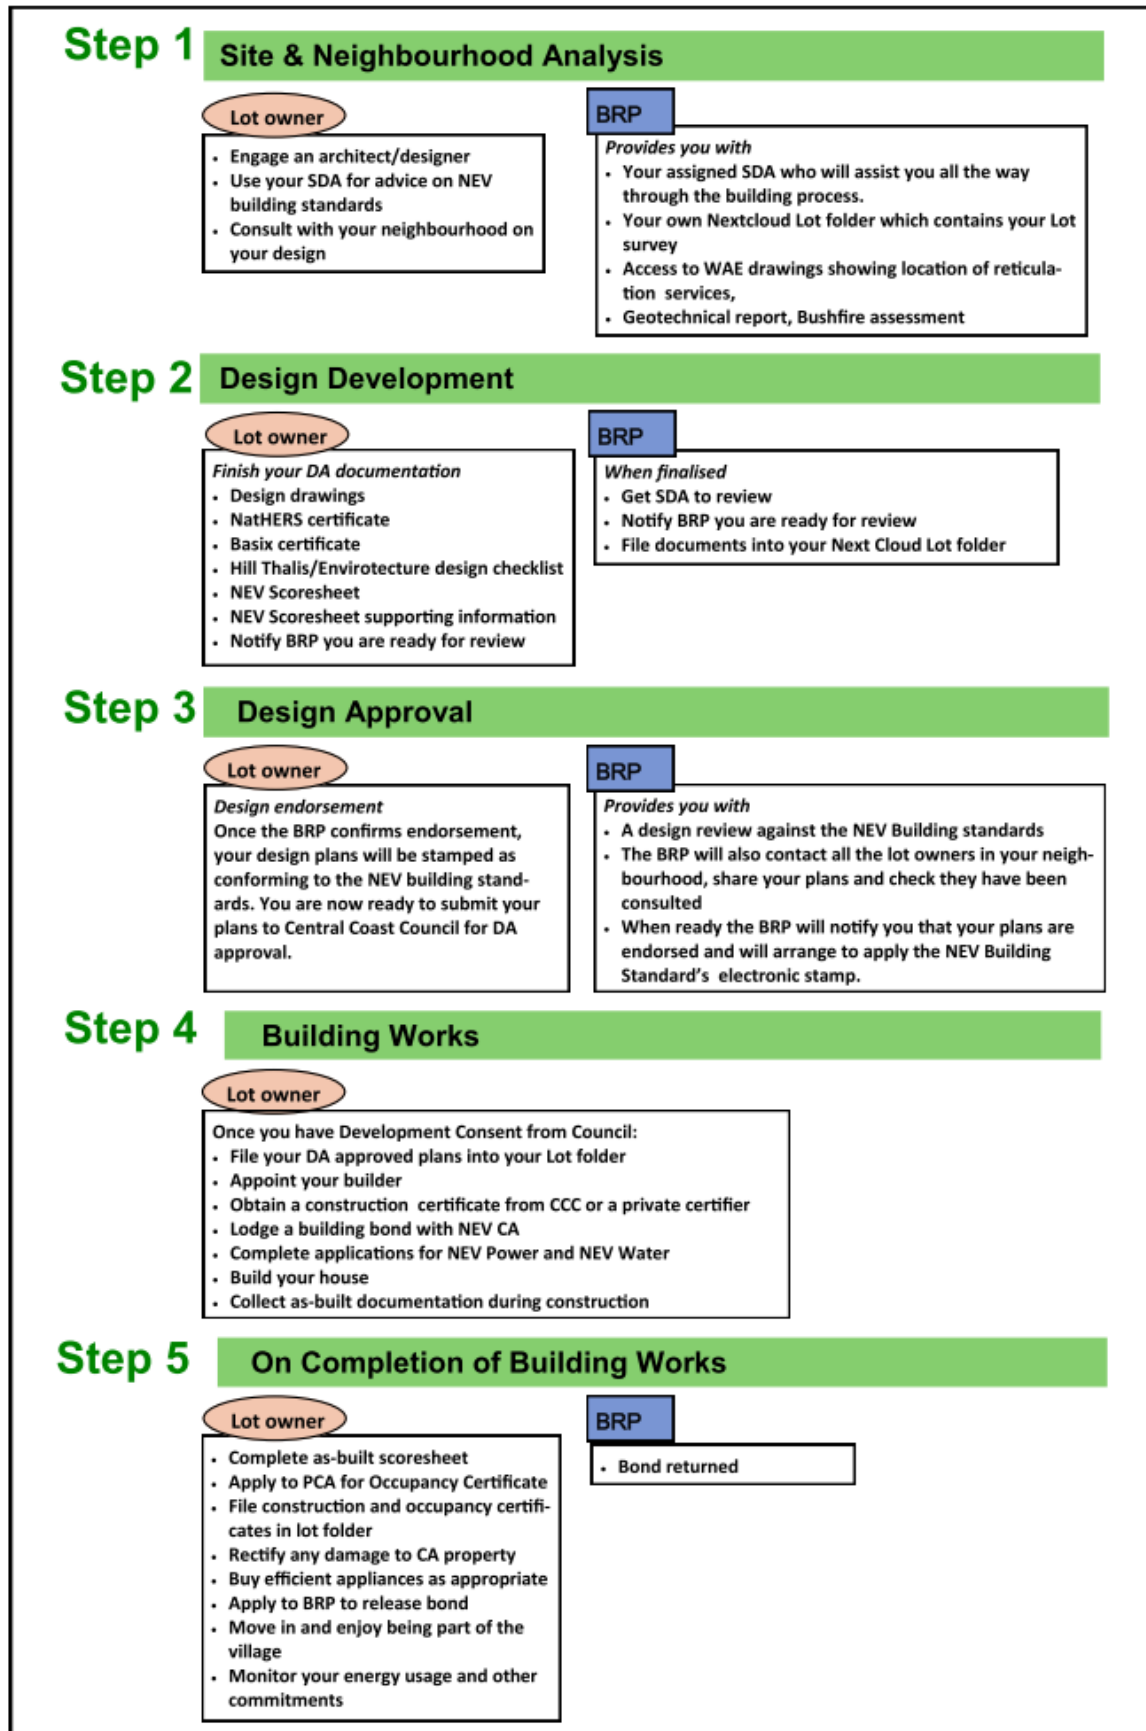 Step 1
Site & Neighbourhood Analysis
Lot owner
• Engage an architect/designer
• Use your SDA for advice on NEV
building standards
• Consult with your neighbourhood on
your design
BRP
Provides you with
• Your assigned SDA who will assist you all the way
through the building process.
• Your own Nextcloud Lot folder which contains your Lot
survey
• Access to WAE drawings showing location of reticula-
tion services,
• Geotechnical report, Bushfire assessment
Step 2
Design Development
Lot owner
Finish your DA documentation
• Design drawings
• NatHERS certificate
• Basix certificate
• Hill Thalis/Envirotecture design checklist
• NEV Scoresheet
• NEV Scoresheet supporting information
• Notify BRP you are ready for review
BRP
When finalised
• Get SDA to review
• Notify BRP you are ready for review
• File documents into your Next Cloud Lot folder
Step 3
Design Approval
Lot owner
Design endorsement
Once the BRP confirms endorsement,
your design plans will be stamped as
conforming to the NEV building stand-
ards. You are now ready to submit your
plans to Central Coast Council for DA
approval.
BRP
Provides you with
• A design review against the NEV Building standards
• The BRP will also contact all the lot owners in your neigh-
bourhood, share your plans and check they have been
consulted
• When ready the BRP will notify you that your plans are
endorsed and will arrange to apply the NEV Building
Standard's electronic stamp.
Step 4
Building Works
Lot owner
Once you have Development Consent from Council:
• File your DA approved plans into your Lot folder
• Appoint your builder
• Obtain a construction certificate from CCC or a private certifier
• Lodge a building bond with NEV CA
• Complete applications for NEV Power and NEV Water
• Build your house
• Collect as-built documentation during construction
Step 5
On Completion of Building Works
Lot owner
• Complete as-built scoresheet
• Apply to PCA for Occupancy Certificate
• File construction and occupancy certifi-
cates in lot folder
• Rectify any damage to CA property
• Buy efficient appliances as appropriate
• Apply to BRP to release bond
• Move in and enjoy being part of the
village
• Monitor your energy usage and other
commitments
BRP
• Bond returned